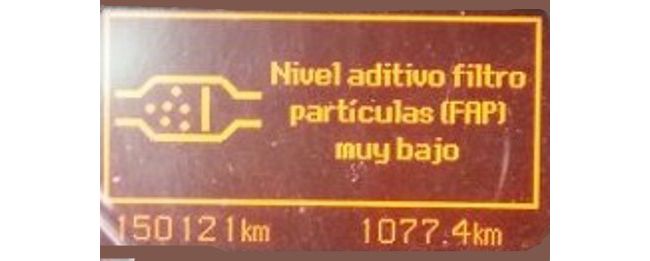 Nivel aditivo filtro
partículas (FAP)
muy bajo
150121km 1077.4km